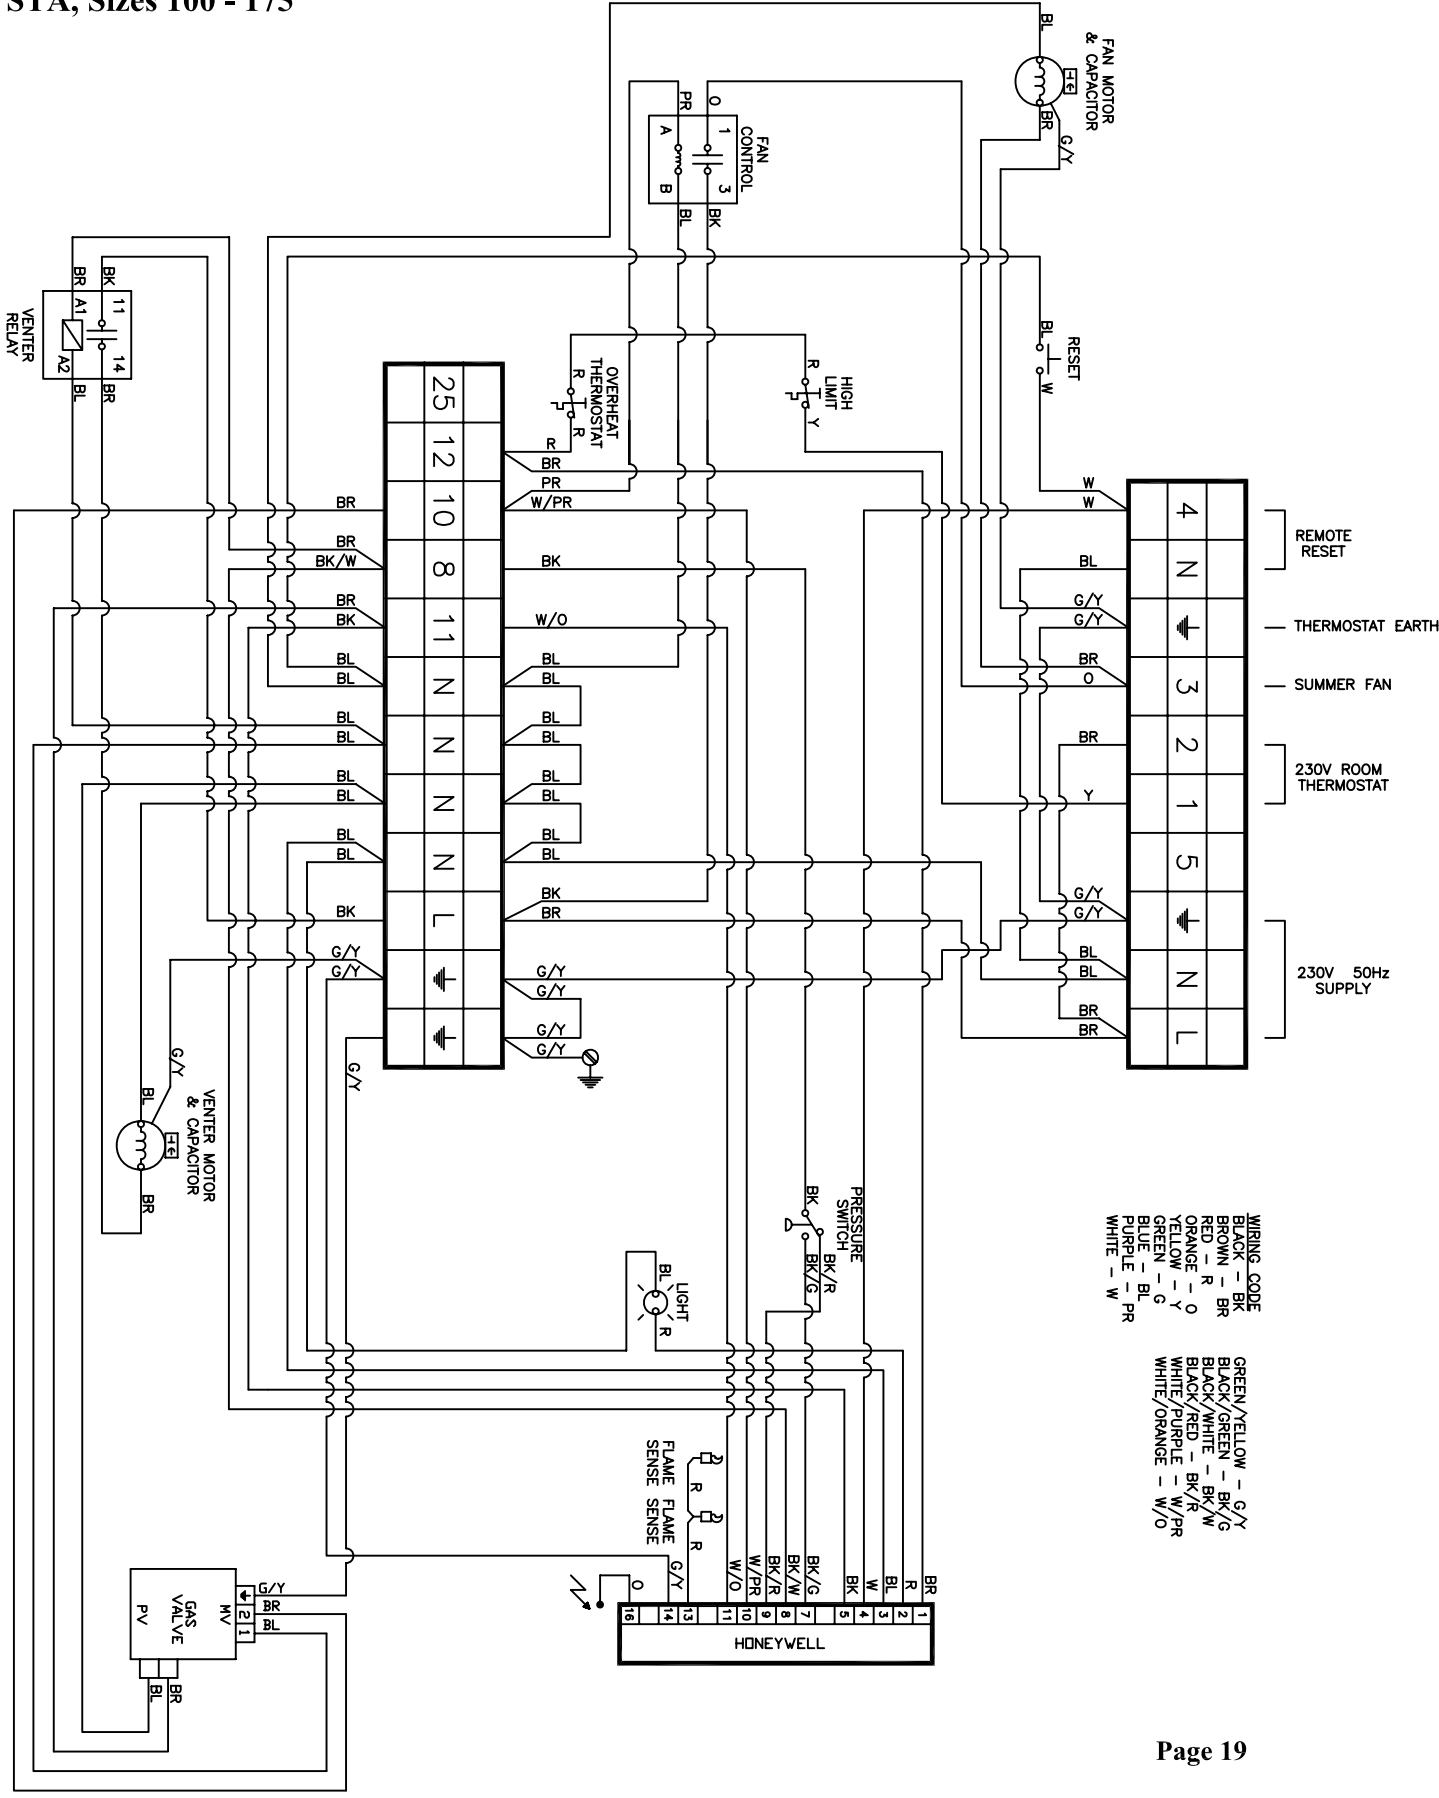 STA, Sizes 100 - 175
BL
FAN MOTOR
& CAPACITOR
BR
G/Y
PR
O
A
1
FAN
CONTROL
B
3
BL
BK
BR
BK
A1
11
A2
14
BL
BR
VENTER
RELAY
BL
RESET
W
R
HIGH
LIMIT
Y
R
OVERHEAT
THERMOSTAT
R
25
12
10
8
11
N
N
N
N
L
BR
BR
BK/W
BR
BK
BL
BL
BL
BL
BL
BL
BL
BL
BK
G/Y
G/Y
G/Y
R
BR
PR
W/PR
BK
W/O
BL
BL
BL
BL
BL
BL
BL
BL
BK
BR
G/Y
G/Y
G/Y
G/Y
W
W
BL
G/Y
G/Y
BR
O
BR
Y
G/Y
G/Y
BL
BL
BR
BR
4
N
3
2
1
5
N
L
REMOTE
RESET
THERMOSTAT EARTH
SUMMER FAN
230V ROOM
THERMOSTAT
230V 50Hz
SUPPLY
G/Y
BL
VENTER MOTOR
& CAPACITOR
BR
BK
PRESSURE
SWITCH
BK/R
BK/G
BL
LIGHT
R
WIRING CODE
BLACK - BK
BROWN - BR
RED - R
ORANGE - O
YELLOW - Y
GREEN - G
BLUE - BL
PURPLE - PR
WHITE - W
GREEN/YELLOW - G/Y
BLACK/GREEN - BK/G
BLACK/WHITE - BK/W
BLACK/RED - BK/R
WHITE/PURPLE - W/PR
WHITE/ORANGE - W/O
FLAME
SENSE
FLAME
SENSE
R
R
O
G/Y
W/O
W/PR
BK/R
BK/W
BK/G
BK
W
BL
R
BR
16
14
13
11
10
9
8
7
5
4
3
2
1
HONEYWELL
G/Y
BR
BL
2
1
MV
GAS
VALVE
PV
BL
BR
Page 19